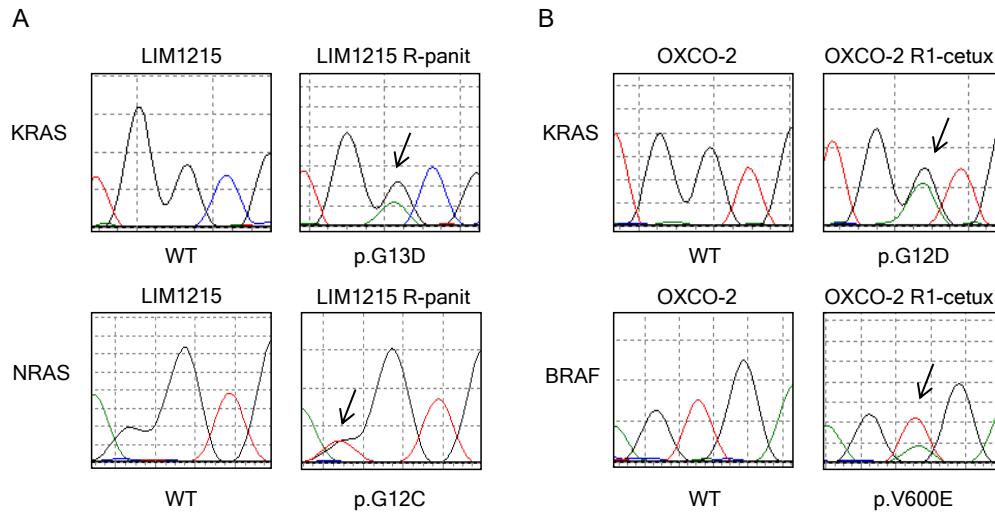 A
B
LIM1215
LIM1215 R-panit
OXCO-2
OXCO-2 R1-cetux
KRAS
KRAS
WT
p.G13D
WT
p.G12D
LIM1215
LIM1215 R-panit
OXCO-2
OXCO-2 R1-cetux
NRAS
BRAF
WT
p.G12C
WT
p.V600E